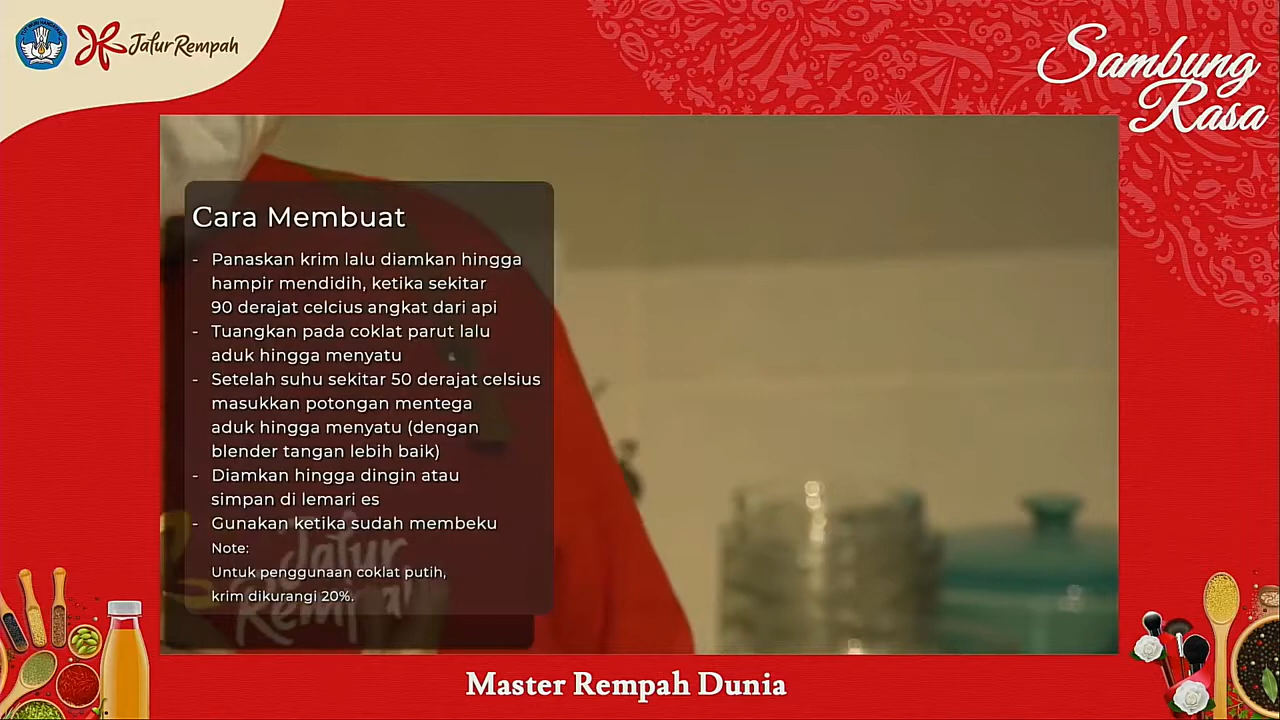 Jalur Rempah
Sambung
Rasa
Cara Membuat
- Panaskan krim lalu diamkan hingga
hampir mendidih, ketika sekitar
90 derajat celcius angkat dari api
- Tuangkan pada coklat parut lalu
aduk hingga menyatu
- Setelah suhu sekitar 50 derajat celsius
masukkan potongan mentega
aduk hingga menyatu (dengan
blender tangan lebih baik)
- Diamkan hingga dingin atau
simpan di lemari es
- Gunakan ketika sudah membeku
Note:
Untuk penggunaan coklat putih,
krim dikurangi 20%.
Jalur
Rempah
Master Rempah Dunia